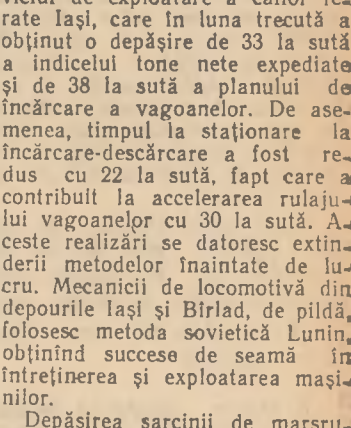 viciul de exploatare a căilor fe-
rate Iași, care în luna trecută a
obținut o depășire de 33 la sută
a indicelui tone nete expediate
și de 38 la sută a planului de
încărcare a vagoanelor. De ase-
menea, timpul la staționare la
încărcare-descărcare a fost re-
dus cu 22 la sută, fapt care a
contribuit la accelerarea rulaju-
lui vagoanelor cu 30 la sută. A-
ceste realizări se datoresc extin-
derii metodelor înaintate de lu-
cru. Mecanicii de locomotivă din
depourile Iași și Bîrlad, de pildă,
folosesc metoda sovietică Lunin,
obținînd succese de seamă în
întreținerea și exploatarea mași-
nilor.
Depășirea sarcinii de marșru-